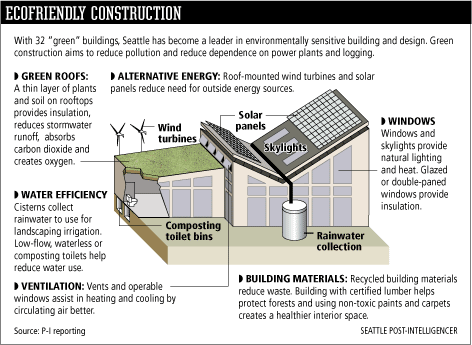 ECOFRIENDLY CONSTRUCTION
With 32 "green" buildings, Seattle has become a leader in environmentally sensitive building and design. Green
construction aims to reduce pollution and reduce dependence on power plants and logging.
GREEN ROOFS:
A thin layer of plants
and soil on rooftops
provides insulation,
reduces stormwater
runoff, absorbs
carbon dioxide and
creates oxygen.
ALTERNATIVE ENERGY: Roof-mounted wind turbines and solar
panels reduce need for outside energy sources.
Wind
turbines
Solar
panels
Skylights
WINDOWS
Windows and
skylights provide
natural lighting
and heat. Glazed
or double-paned
windows provide
insulation.
WATER EFFICIENCY
Cisterns collect
rainwater to use for
landscaping irrigation.
Low-flow, waterless or
composting toilets help
reduce water use.
Composting
toilet bins
Rainwater
collection
VENTILATION: Vents and operable
windows assist in heating and cooling by
circulating air better.
BUILDING MATERIALS: Recycled building materials
reduce waste. Building with certified lumber helps
protect forests and using non-toxic paints and carpets
creates a healthier interior space.
Source: P-I reporting
SEATTLE POST-INTELLIGENCER